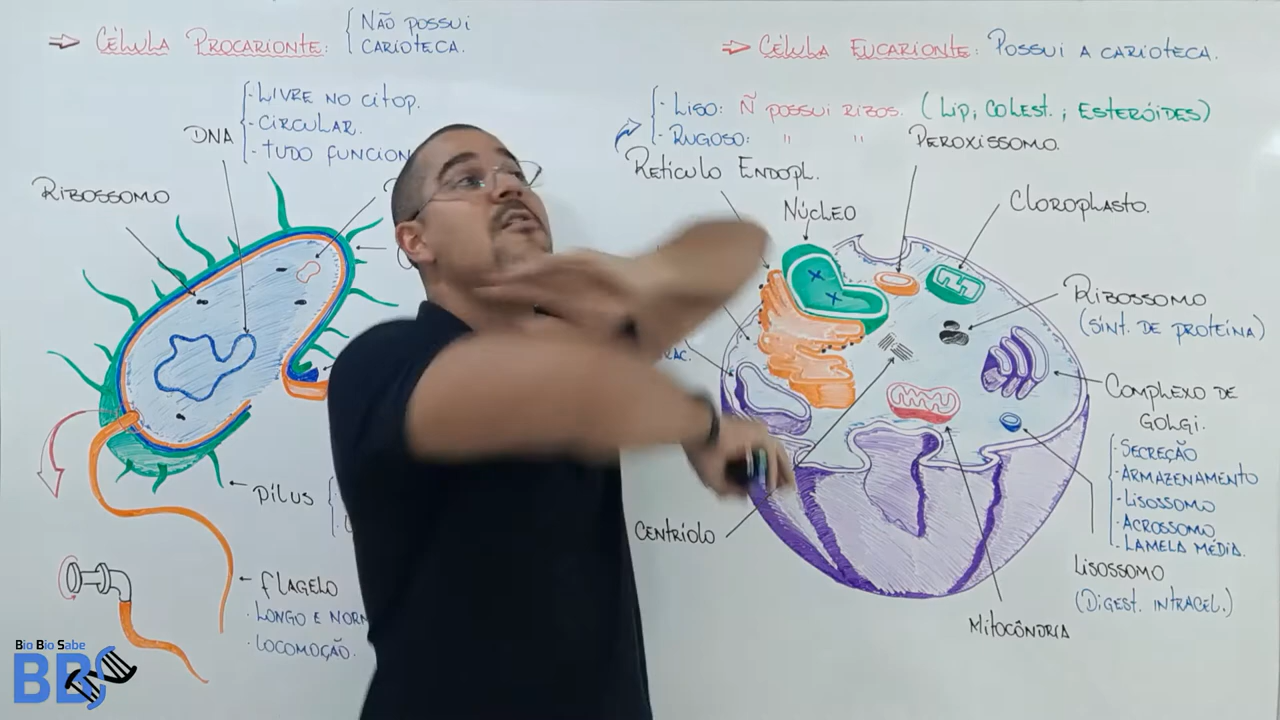 ⇒ CÉLULA PROCARIONTE: NÃO POSSUI
CARIOTECA.
DNA
· LIVRE NO CITOP.
· CIRCULAR.
· TUDO FUNCION
RIBOSSOMO
PÍLUS
FLAGELO
· LONGO E NORM
· LOCOMOÇÃO.
Bio Bio Sabe
BBS
⇒ CÉLULA EUCARIONTE: POSSUI A CARIOTECA.
· LISO: Ñ POSSUI RIBOS. (LIP; COLEST.; ESTERÓIDES)
· RUGOSO: " "
RETÍCULO ENDOPL.
PEROXISSOMO.
NÚCLEO
CLOROPLASTO.
RIBOSSOMO
(SÍNT. DE PROTEÍNA)
COMPLEXO DE
GOLGI.
· SECREÇÃO
· ARMAZENAMENTO
· LISOSSOMO
· ACROSSOMO
· LAMELA MÉDIA.
CENTRÍOLO
LISOSSOMO
(DIGEST. INTRACEL.)
MITOCÔNDRIA